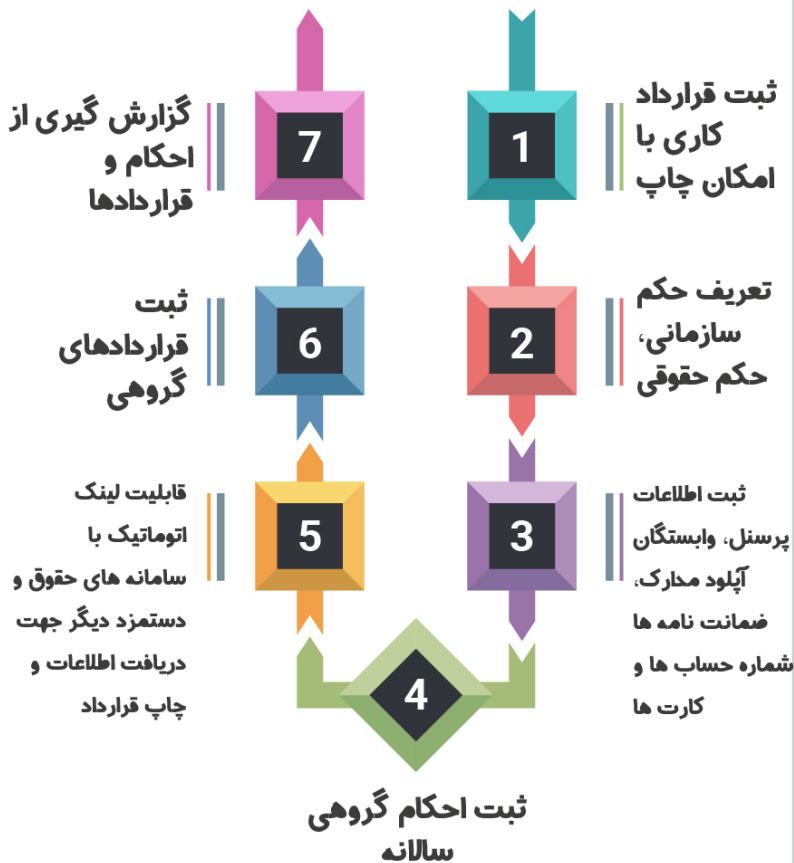 1
ثبت قرارداد
کاری با
امکان چاپ
2
تعریف حکم
سازمانی،
حکم حقوقی
3
ثبت اطلاعات
پرسنل، وابستگان
آپلود مدارک،
ضمانت نامه ها
شماره حساب ها و
کارت ها
4
ثبت احکام گروهی
سالانه
5
قابلیت لینک
اتوماتیک با
سامانه های حقوق و
دستمزد دیگر جهت
دریافت اطلاعات و
چاپ قرارداد
6
ثبت
قراردادهای
گروهی
7
گزارش گیری از
احکام و
قراردادها